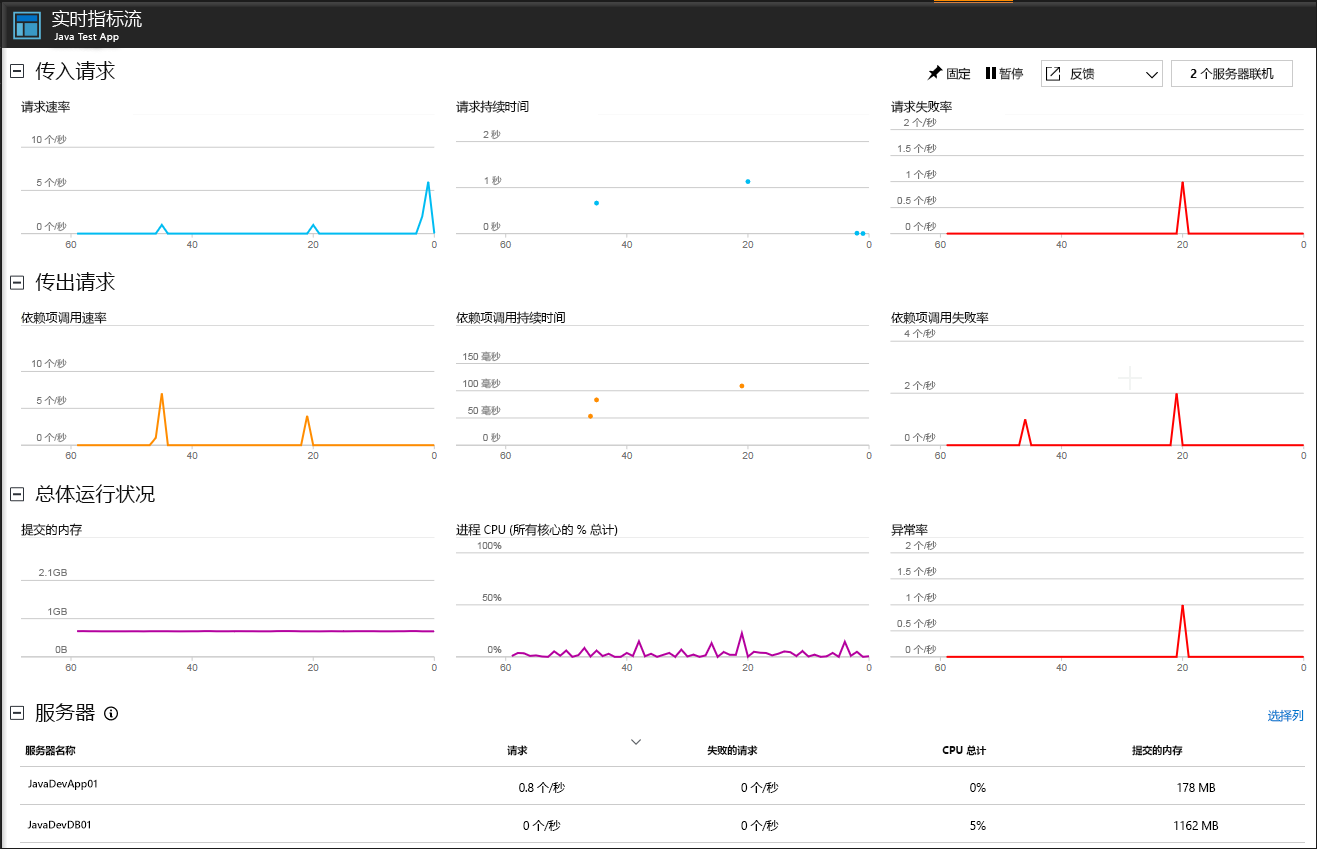 实时指标流
Java Test App
传入请求
固定
暂停
反馈
2 个服务器联机
请求速率
10 个/秒
5 个/秒
0 个/秒
60 40 20 0
请求持续时间
2 秒
1 秒
0 秒
60 40 20 0
请求失败率
2 个/秒
1.5 个/秒
1 个/秒
0.5 个/秒
0 个/秒
60 40 20 0
传出请求
依赖项调用速率
10 个/秒
5 个/秒
0 个/秒
60 40 20 0
依赖项调用持续时间
150 毫秒
100 毫秒
50 毫秒
0 秒
60 40 20 0
依赖项调用失败率
4 个/秒
2 个/秒
0 个/秒
60 40 20 0
总体运行状况
提交的内存
2.1GB
1GB
0B
60 40 20 0
进程 CPU (所有核心的 % 总计)
100%
50%
0%
60 40 20 0
异常率
2 个/秒
1.5 个/秒
1 个/秒
0.5 个/秒
0 个/秒
60 40 20 0
服务器
选择列
服务器名称 请求 失败的请求 CPU 总计 提交的内存
JavaDevApp01 0.8 个/秒 0 个/秒 0% 178 MB
JavaDevDB01 0 个/秒 0 个/秒 5% 1162 MB